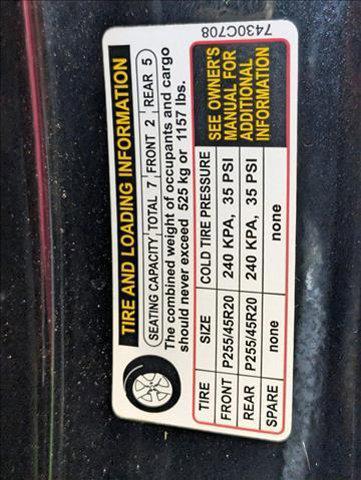 7430C708
TIRE AND LOADING INFORMATION
SEATING CAPACITY TOTAL 7 FRONT 2 REAR 5
The combined weight of occupants and cargo
should never exceed 525 kg or 1157 lbs.
TIRE SIZE COLD TIRE PRESSURE
FRONT P255/45R20 240 KPA, 35 PSI
REAR P255/45R20 240 KPA, 35 PSI
SPARE none none
SEE OWNER'S
MANUAL FOR
ADDITIONAL
INFORMATION